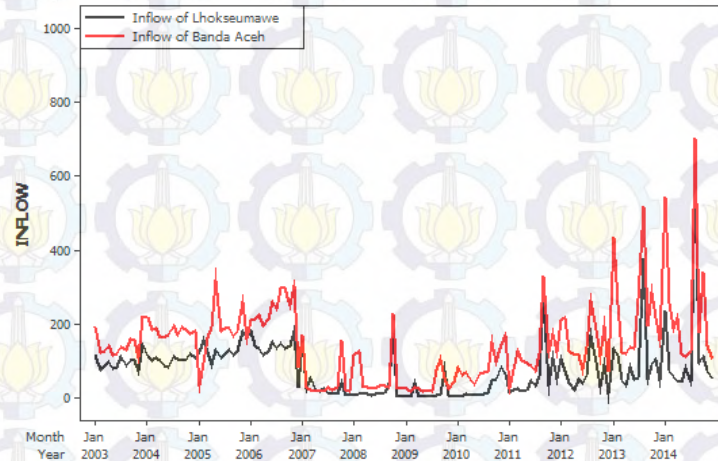 Inflow of Lhokseumawe
Inflow of Banda Aceh
1000
800
600
400
200
0
INFLOW
Month Jan Jan Jan Jan Jan Jan Jan Jan Jan Jan Jan Jan
Year 2003 2004 2005 2006 2007 2008 2009 2010 2011 2012 2013 2014